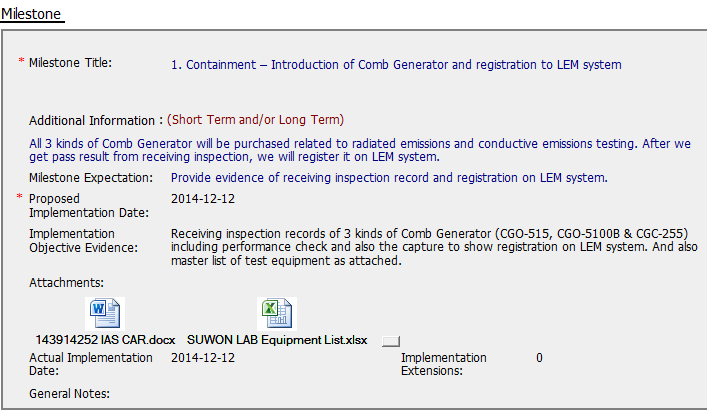 Milestone
* Milestone Title: 1. Containment – Introduction of Comb Generator and registration to LEM system
Additional Information : (Short Term and/or Long Term)
All 3 kinds of Comb Generator will be purchased related to radiated emissions and conductive emissions testing. After we
get pass result from receiving inspection, we will register it on LEM system.
Milestone Expectation: Provide evidence of receiving inspection record and registration on LEM system.
* Proposed 2014-12-12
Implementation Date:
Implementation Receiving inspection records of 3 kinds of Comb Generator (CGO-515, CGO-5100B & CGC-255)
Objective Evidence: including performance check and also the capture to show registration on LEM system. And also
master list of test equipment as attached.
Attachments:
143914252 IAS CAR.docx SUWON LAB Equipment List.xlsx
Actual Implementation 2014-12-12 Implementation 0
Date: Extensions:
General Notes: